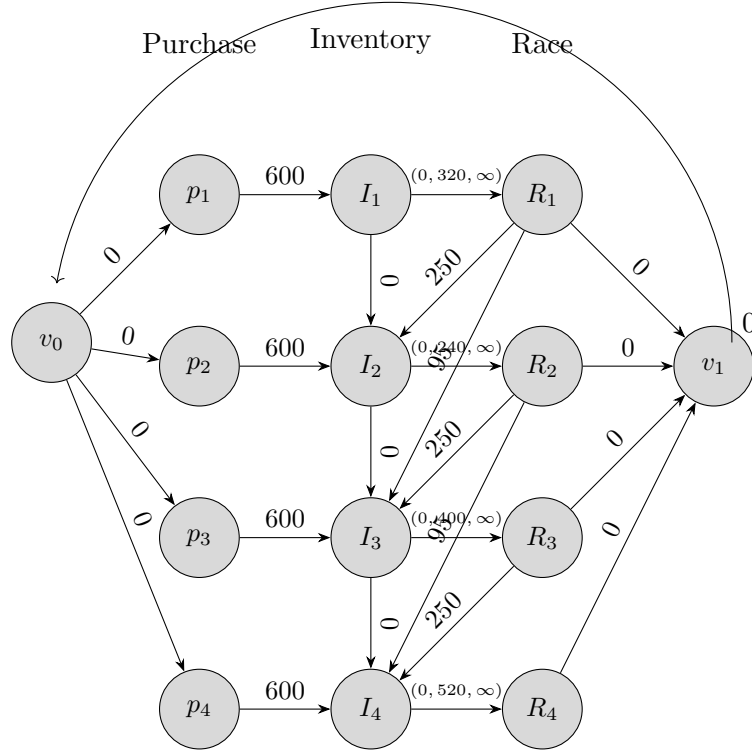 Purchase Inventory Race
p₁ 600 I₁ (0, 320, ∞) R₁
0 0 250 0
v₀ 0 p₂ 600 I₂ (0, 240, ∞) R₂ 0 v₁ 0
95
0 0 250 0
p₃ 600 I₃ (0, 400, ∞) R₃
95
0 0 250 0
p₄ 600 I₄ (0, 520, ∞) R₄